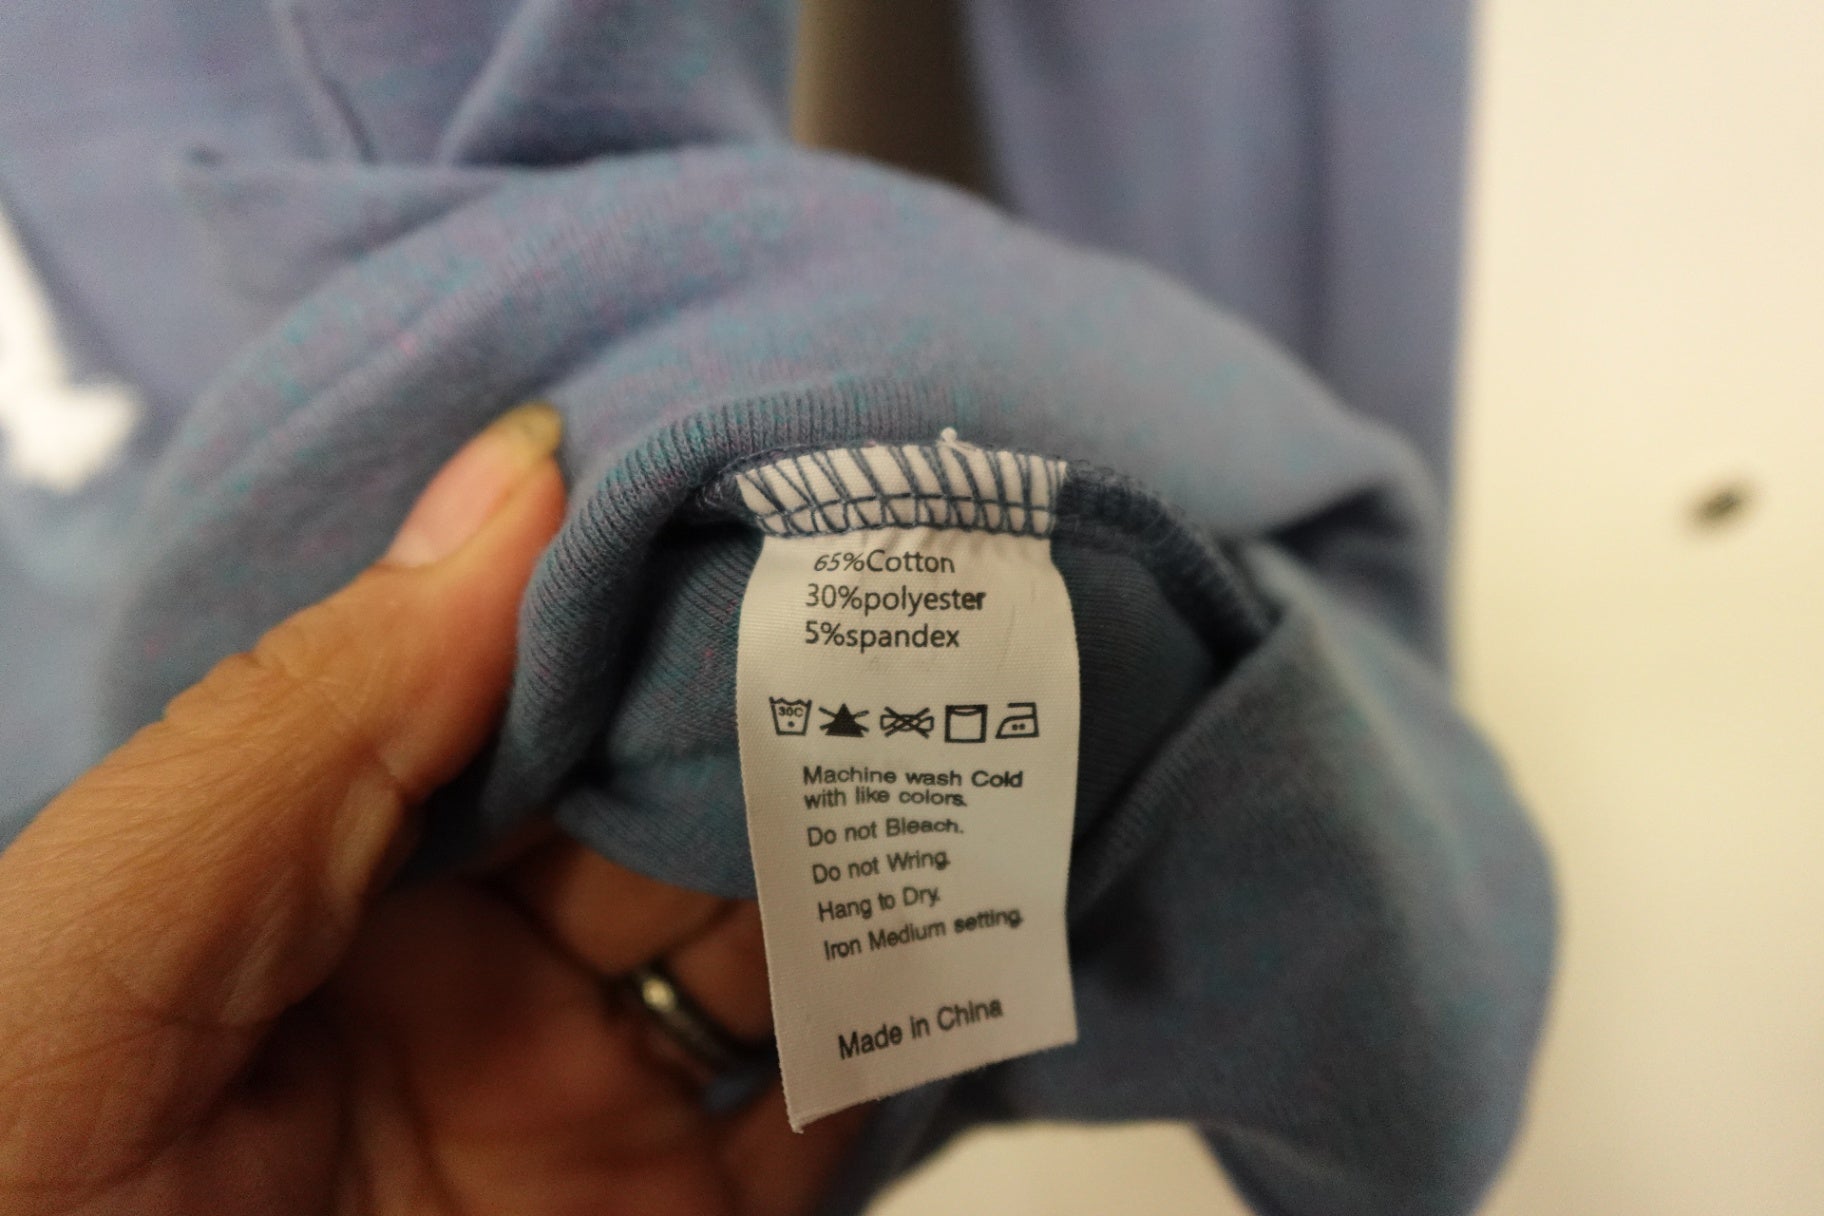 65%Cotton
30%polyester
5%spandex
30C
Machine wash Cold
with like colors.
Do not Bleach.
Do not Wring.
Hang to Dry.
Iron Medium setting.
Made in China